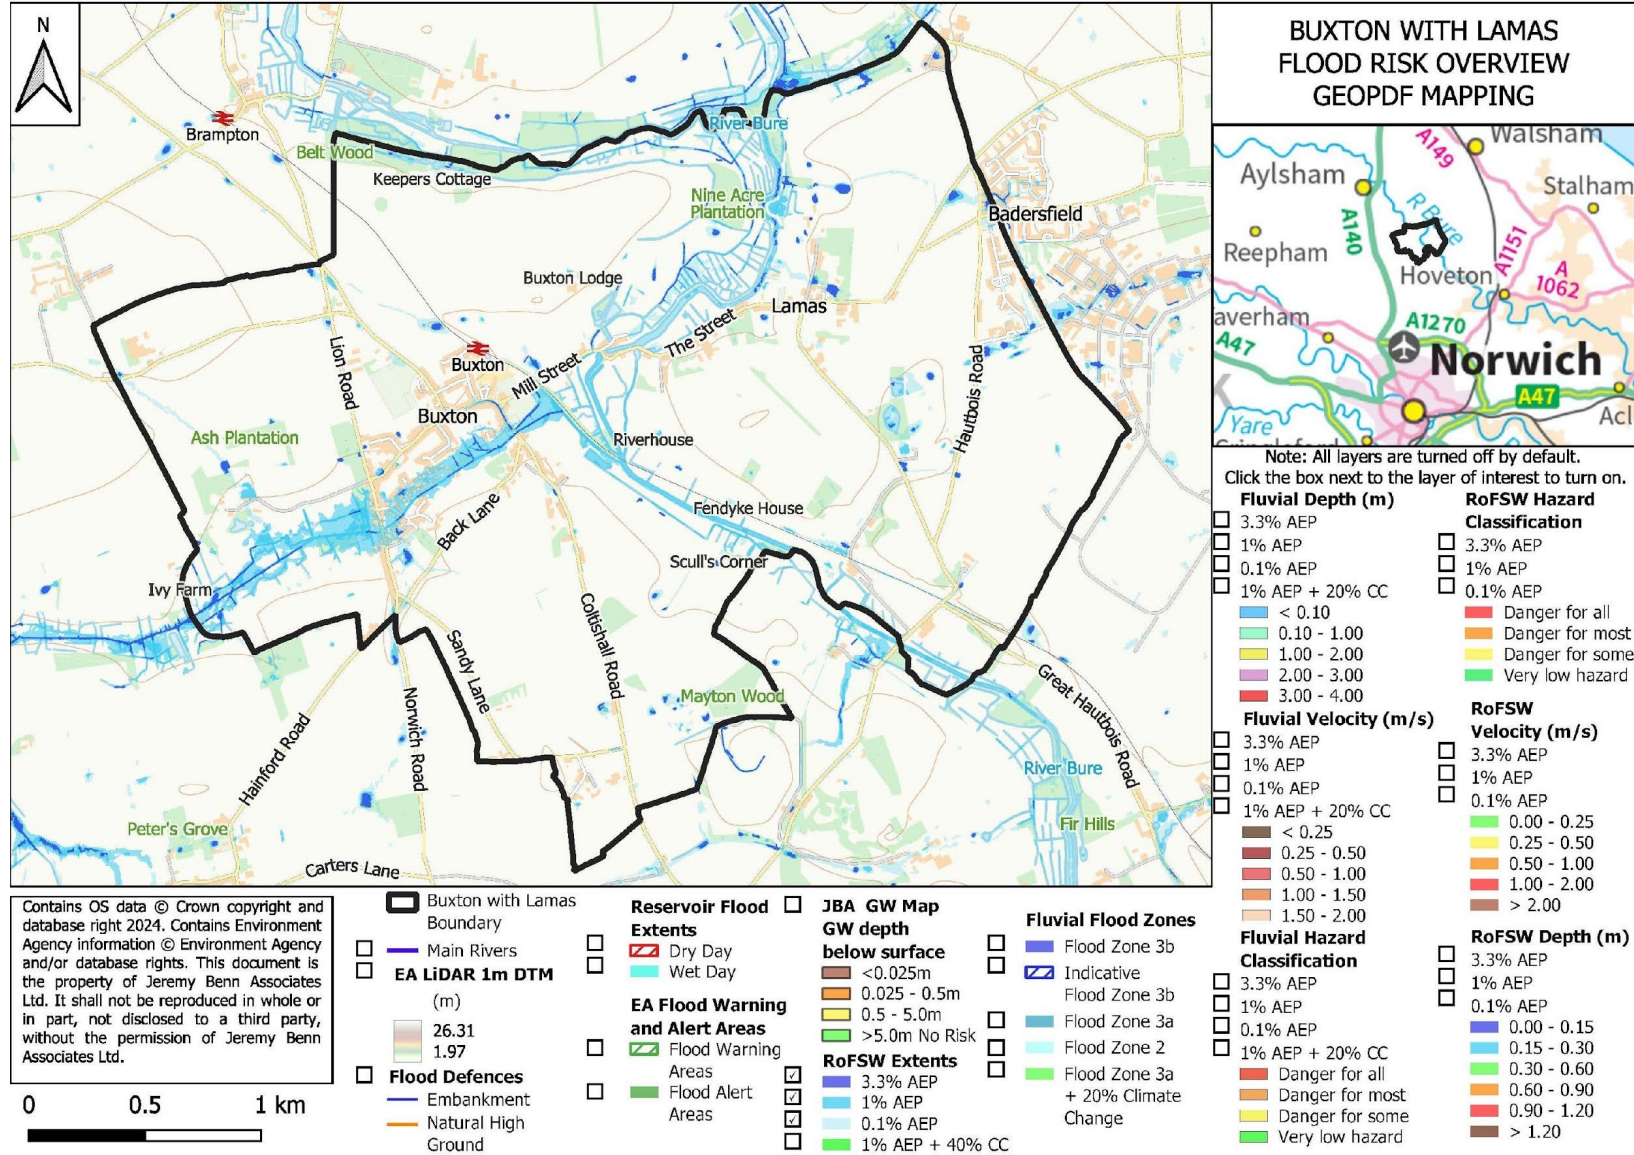 BUXTON WITH LAMAS
FLOOD RISK OVERVIEW
GEOPDF MAPPING
N
Brampton
Belt Wood
Keepers Cottage
River Bure
Nine Acre
Plantation
Badersfield
Buxton Lodge
Lamas
The Street
Lion Road
Buxton
Mill Street
Buxton
Hautbois Road
Ash Plantation
Riverhouse
Back Lane
Fendyke House
Scull's Corner
Ivy Farm
Coltishall Road
Sandy Lane
Mayton Wood
Great Hautbois Road
Norwich Road
Hainford Road
River Bure
Peter's Grove
Fir Hills
Carters Lane
Walsham
A149
Aylsham
Stalham
R Bure
A140
Reepham
A1151
Hoveton
A
1062
averham
A1270
A47
Norwich
A47
Acl
Yare
Note: All layers are turned off by default.
Click the box next to the layer of interest to turn on.
Fluvial Depth (m)
3.3% AEP
1% AEP
0.1% AEP
1% AEP + 20% CC
< 0.10
0.10 - 1.00
1.00 - 2.00
2.00 - 3.00
3.00 - 4.00
Fluvial Velocity (m/s)
3.3% AEP
1% AEP
0.1% AEP
1% AEP + 20% CC
< 0.25
0.25 - 0.50
0.50 - 1.00
1.00 - 1.50
1.50 - 2.00
Fluvial Hazard
Classification
3.3% AEP
1% AEP
0.1% AEP
1% AEP + 20% CC
Danger for all
Danger for most
Danger for some
Very low hazard
RoFSW Hazard
Classification
3.3% AEP
1% AEP
0.1% AEP
Danger for all
Danger for most
Danger for some
Very low hazard
RoFSW
Velocity (m/s)
3.3% AEP
1% AEP
0.1% AEP
0.00 - 0.25
0.25 - 0.50
0.50 - 1.00
1.00 - 2.00
> 2.00
RoFSW Depth (m)
3.3% AEP
1% AEP
0.1% AEP
0.00 - 0.15
0.15 - 0.30
0.30 - 0.60
0.60 - 0.90
0.90 - 1.20
> 1.20
Contains OS data © Crown copyright and
database right 2024. Contains Environment
Agency information © Environment Agency
and/or database rights. This document is
the property of Jeremy Benn Associates
Ltd. It shall not be reproduced in whole or
in part, not disclosed to a third party,
without the permission of Jeremy Benn
Associates Ltd.
0 0.5 1 km
Buxton with Lamas
Boundary
Main Rivers
EA LiDAR 1m DTM
(m)
26.31
1.97
Flood Defences
Embankment
Natural High
Ground
Reservoir Flood
Extents
Dry Day
Wet Day
EA Flood Warning
and Alert Areas
Flood Warning
Areas
Flood Alert
Areas
JBA GW Map
GW depth
below surface
<0.025m
0.025 - 0.5m
0.5 - 5.0m
>5.0m No Risk
RoFSW Extents
3.3% AEP
1% AEP
0.1% AEP
1% AEP + 40% CC
Fluvial Flood Zones
Flood Zone 3b
Indicative
Flood Zone 3b
Flood Zone 3a
Flood Zone 2
Flood Zone 3a
+ 20% Climate
Change